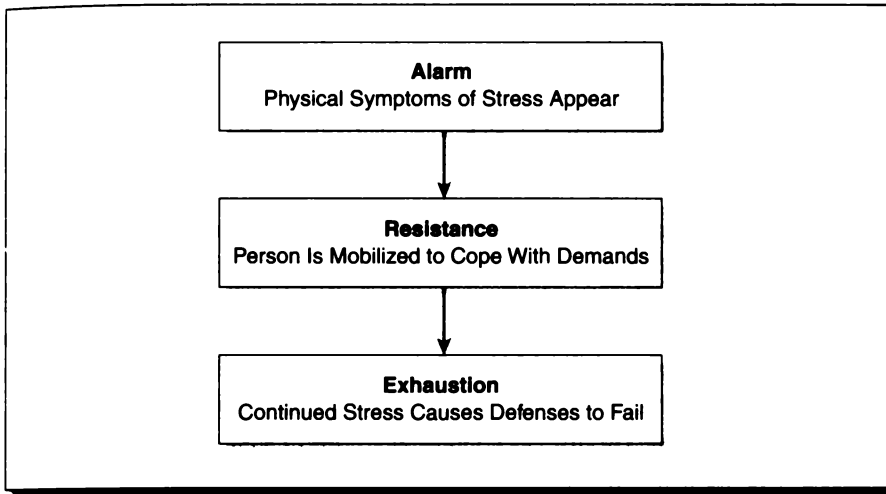 Alarm
Physical Symptoms of Stress Appear
Resistance
Person Is Mobilized to Cope With Demands
Exhaustion
Continued Stress Causes Defenses to Fail